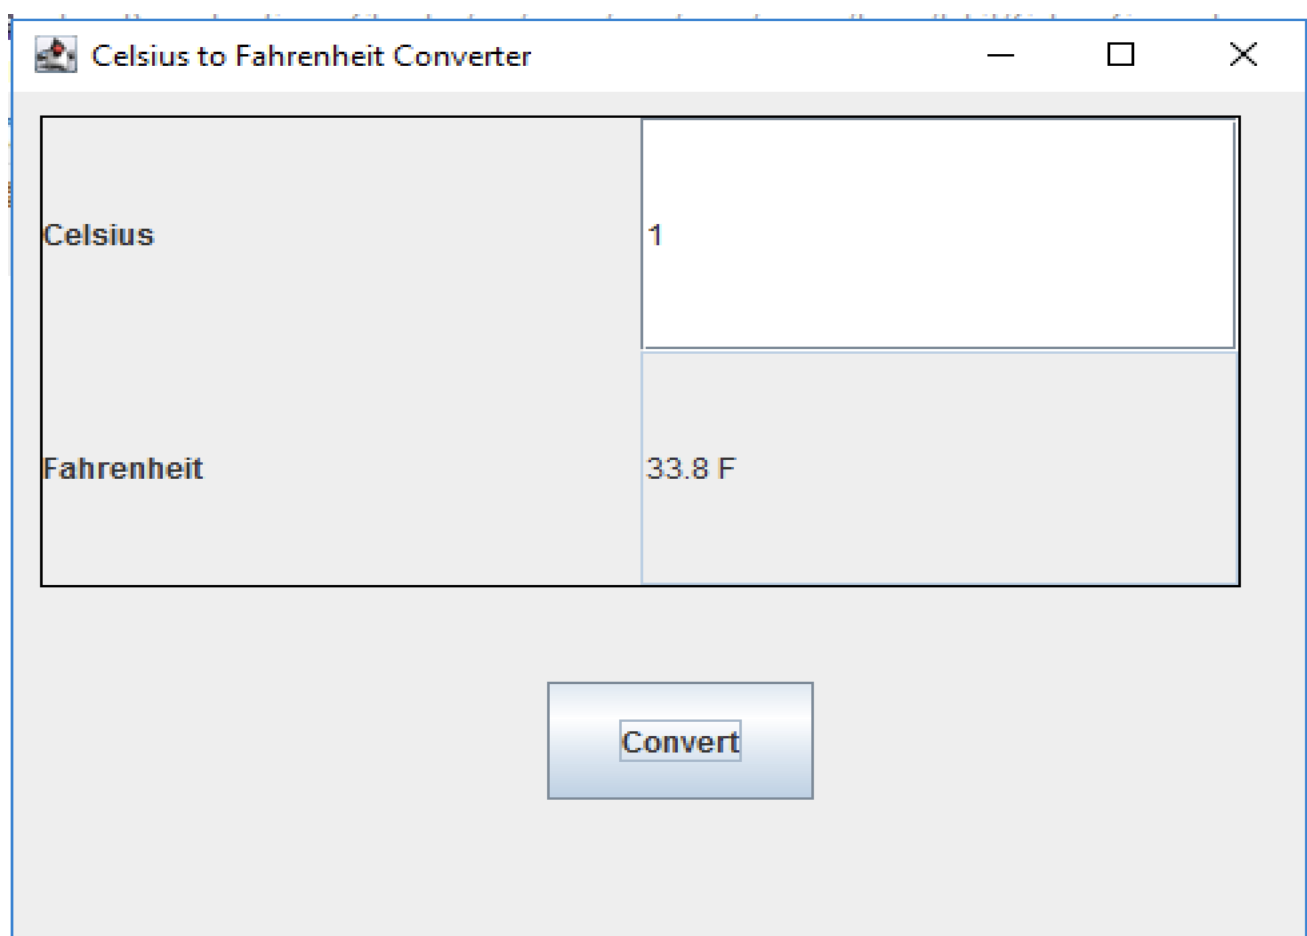 Celsius to Fahrenheit Converter
Celsius 1
Fahrenheit 33.8 F
Convert